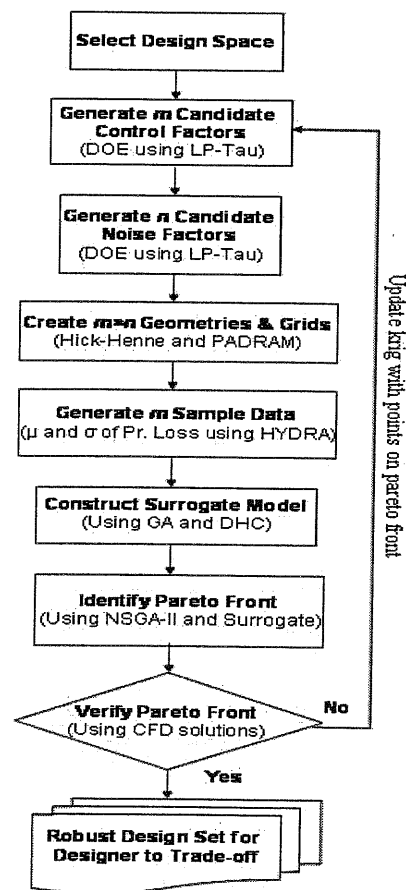 Select Design Space
Generate m Candidate
Control Factors
(DOE using LP-Tau)
Generate n Candidate
Noise Factors
(DOE using LP-Tau)
Create m*n Geometries & Grids
(Hick-Henne and PADRAM)
Generate m Sample Data
(μ and σ of Pr. Loss using HYDRA)
Construct Surrogate Model
(Using GA and DHC)
Identify Pareto Front
(Using NSGA-II and Surrogate)
Verify Pareto Front
(Using CFD solutions)
No
Yes
Robust Design Set for
Designer to Trade-off
Update krig with points on pareto front